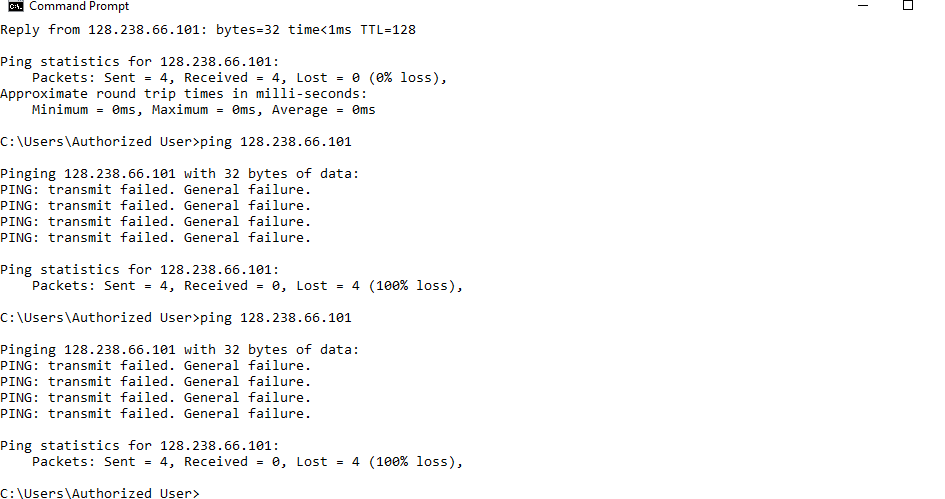 Command Prompt
Reply from 128.238.66.101: bytes=32 time<1ms TTL=128
Ping statistics for 128.238.66.101:
    Packets: Sent = 4, Received = 4, Lost = 0 (0% loss),
Approximate round trip times in milli-seconds:
    Minimum = 0ms, Maximum = 0ms, Average = 0ms
C:\Users\Authorized User>ping 128.238.66.101
Pinging 128.238.66.101 with 32 bytes of data:
PING: transmit failed. General failure.
PING: transmit failed. General failure.
PING: transmit failed. General failure.
PING: transmit failed. General failure.
Ping statistics for 128.238.66.101:
    Packets: Sent = 4, Received = 0, Lost = 4 (100% loss),
C:\Users\Authorized User>ping 128.238.66.101
Pinging 128.238.66.101 with 32 bytes of data:
PING: transmit failed. General failure.
PING: transmit failed. General failure.
PING: transmit failed. General failure.
PING: transmit failed. General failure.
Ping statistics for 128.238.66.101:
    Packets: Sent = 4, Received = 0, Lost = 4 (100% loss),
C:\Users\Authorized User>